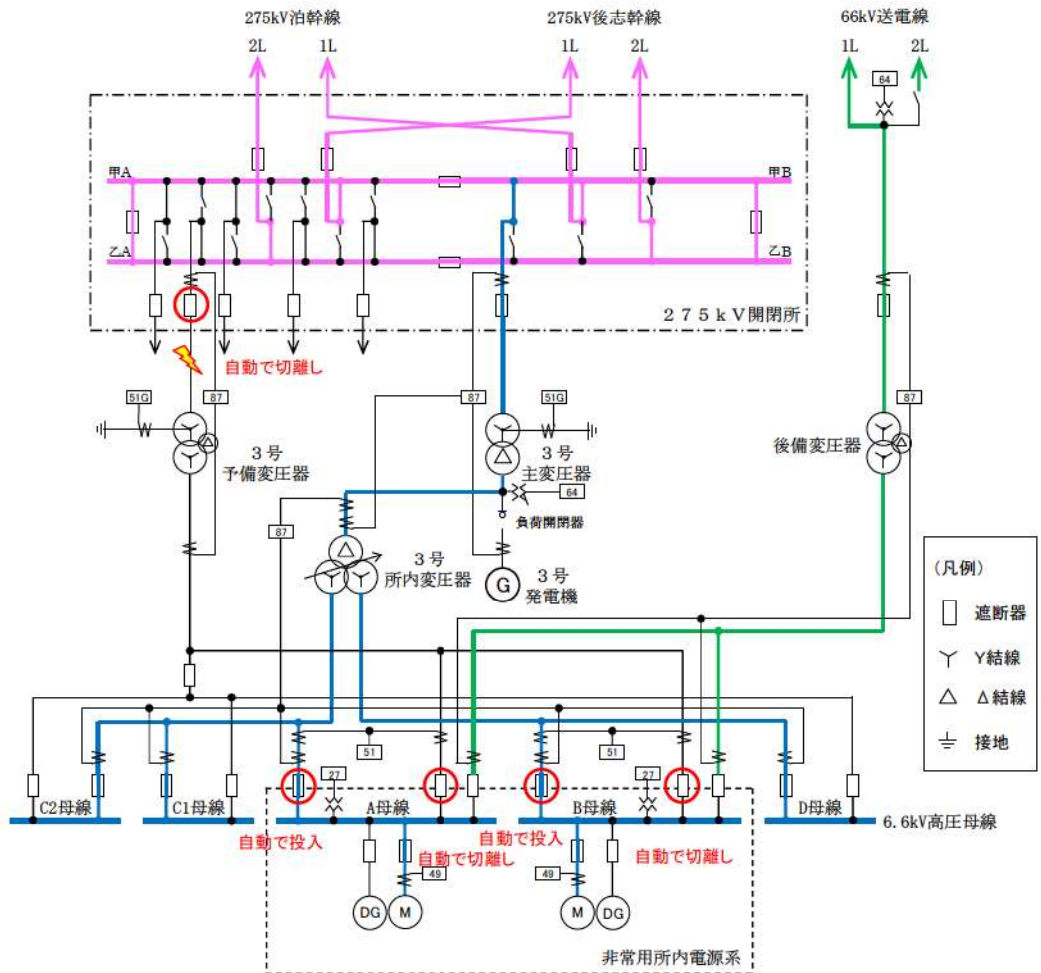 275kV泊幹線 275kV後志幹線 66kV送電線
2L 1L 1L 2L 1L 2L
64
甲A 甲B
乙A 乙B
275kV開閉所
自動で切離し
51G 87 87 51G 87
3号
予備変圧器
3号
主変圧器
後備変圧器
64
負荷開閉器
87
3号
所内変圧器
G
3号
発電機
(凡例)
遮断器
Y結線
Δ結線
接地
51 51
27 27
C2母線 C1母線 A母線 B母線 D母線
6.6kV高圧母線
自動で投入 自動で切離し 自動で投入 自動で切離し
49 49
DG M M DG
非常用所内電源系